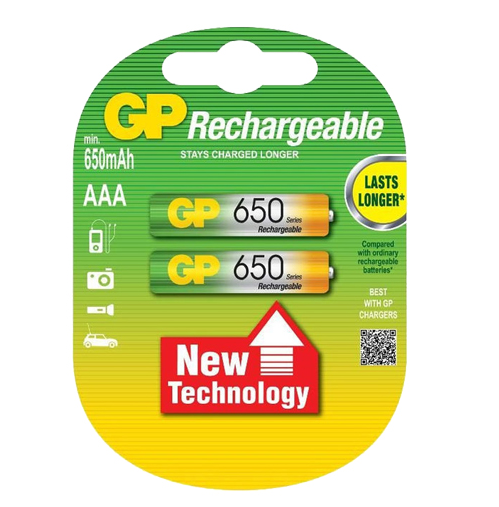 GP Rechargeable
STAYS CHARGED LONGER
min.
650mAh
AAA
LASTS
LONGER*
GP 650 Series
Rechargeable
GP 650 Series
Rechargeable
Compared
with ordinary
rechargeable
batteries*
BEST
WITH GP
CHARGERS
New
Technology